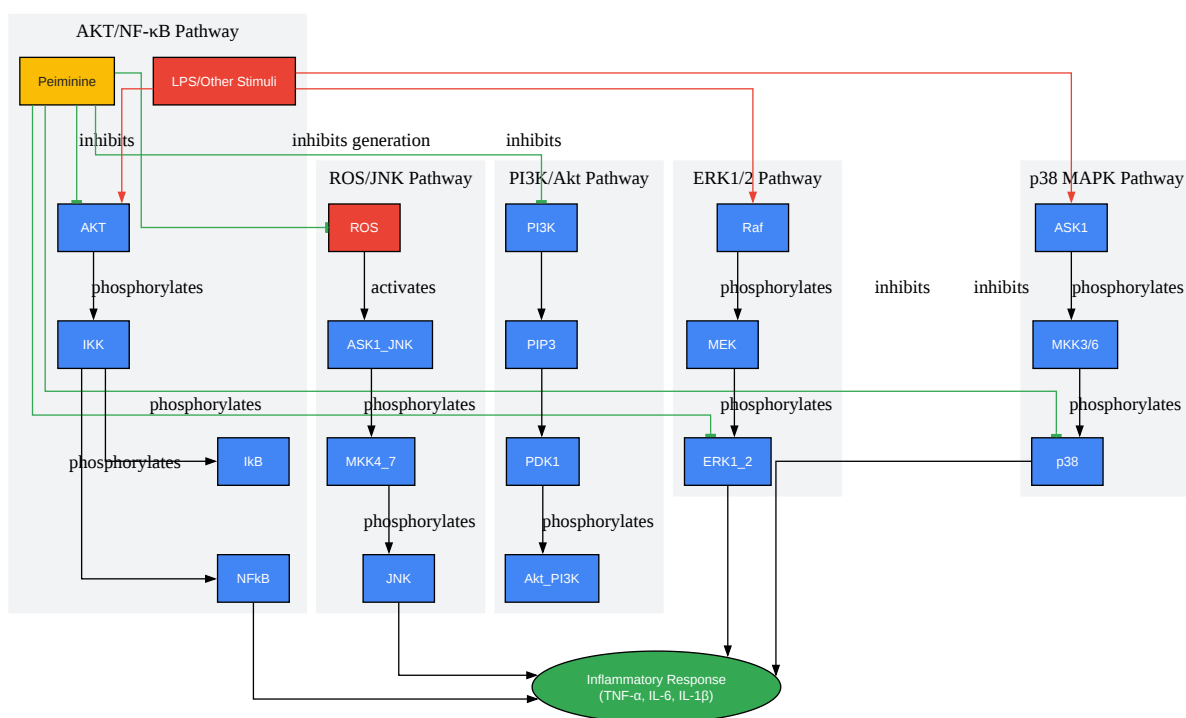 AKT/NF-κB Pathway
Peiminine
LPS/Other Stimuli
inhibits
inhibits generation
inhibits
ROS/JNK Pathway
PI3K/Akt Pathway
ERK1/2 Pathway
p38 MAPK Pathway
AKT
ROS
PI3K
Raf
ASK1
phosphorylates
activates
phosphorylates
inhibits
inhibits
phosphorylates
IKK
ASK1_JNK
PIP3
MEK
MKK3/6
phosphorylates
phosphorylates
phosphorylates
phosphorylates
phosphorylates
IkB
MKK4_7
PDK1
ERK1_2
p38
phosphorylates
phosphorylates
NFkB
JNK
Akt_PI3K
Inflammatory Response
(TNF-α, IL-6, IL-1β)